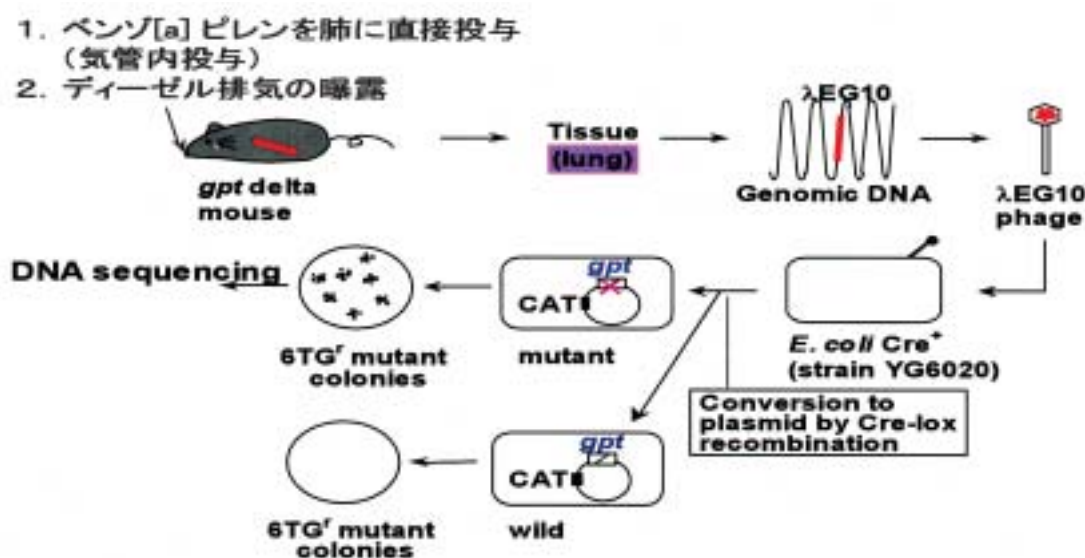 1. ベンゾ[a]ピレンを肺に直接投与
(気管内投与)
2. ディーゼル排気の曝露
gpt delta
mouse
Tissue
(lung)
λEG10
Genomic DNA
λEG10
phage
DNA sequencing
6TGʳ mutant
colonies
gpt
CAT
mutant
E. coli Cre⁺
(strain YG6020)
Conversion to
plasmid by Cre-lox
recombination
6TGʳ mutant
colonies
gpt
CAT
wild